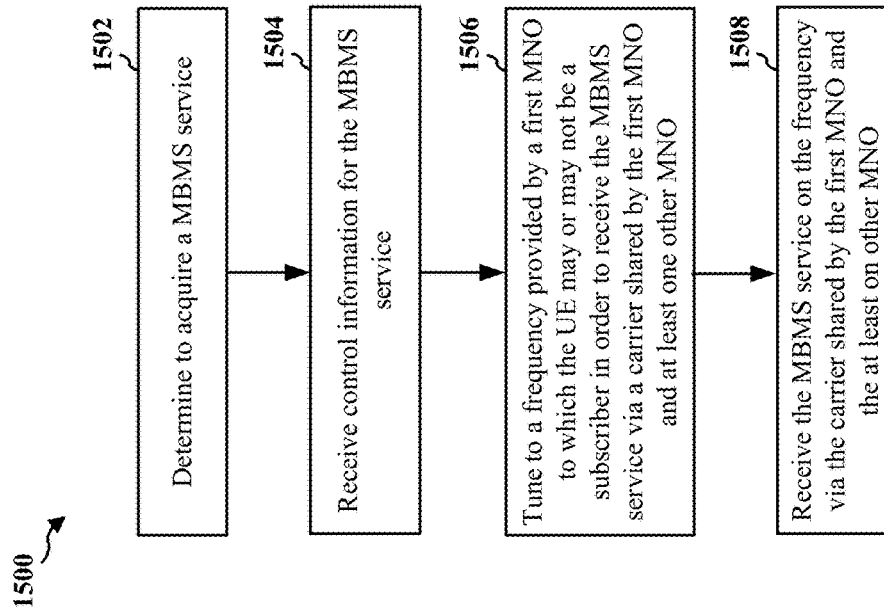 1500
1502
Determine to acquire a MBMS service
1504
Receive control information for the MBMS
service
1506
Tune to a frequency provided by a first MNO
to which the UE may or may not be a
subscriber in order to receive the MBMS
service via a carrier shared by the first MNO
and at least one other MNO
1508
Receive the MBMS service on the frequency
via the carrier shared by the first MNO and
the at least on other MNO